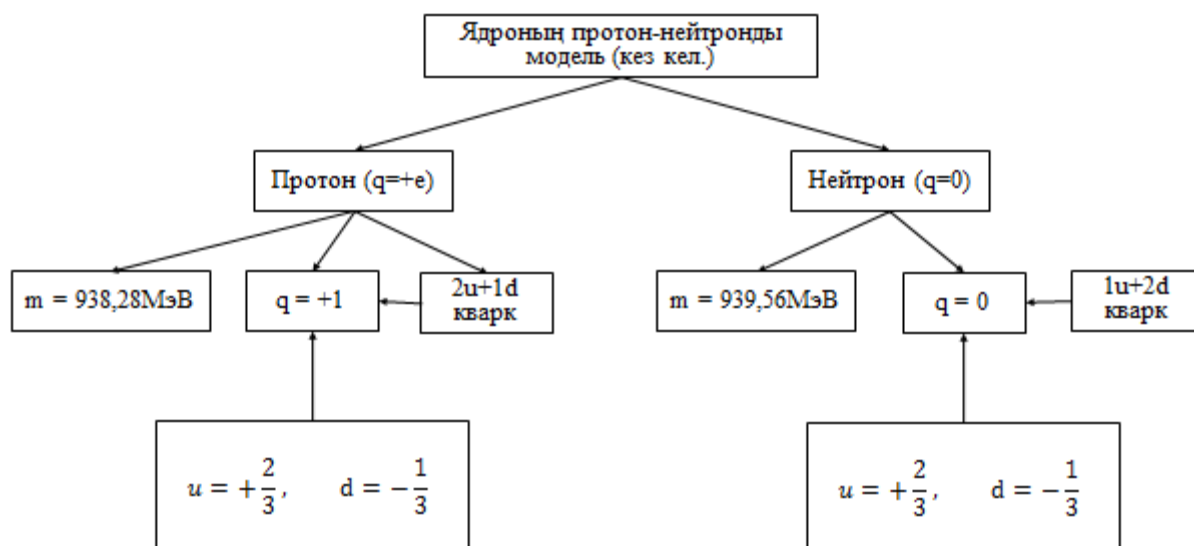 Ядроның протон-нейтронды
модель (кез кел.)
Протон (q=+е)
Нейтрон (q=0)
m = 938,28МэВ
q = +1
2u+1d
кварк
m = 939,56МэВ
q = 0
1u+2d
кварк
u = +2/3, d = −1/3
u = +2/3, d = −1/3